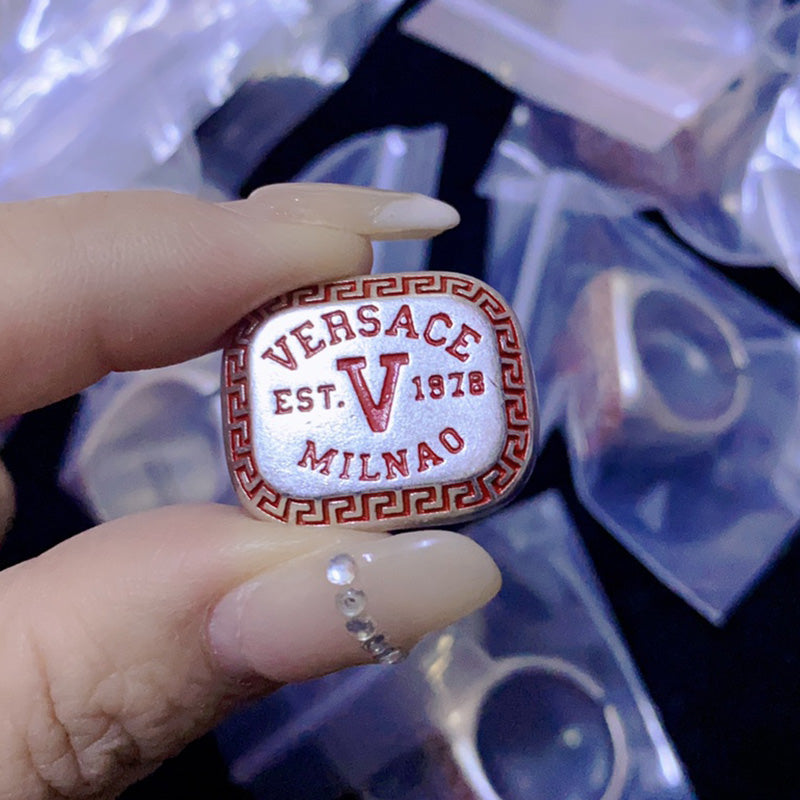 VERSACE
EST. V 1978
MILNAO